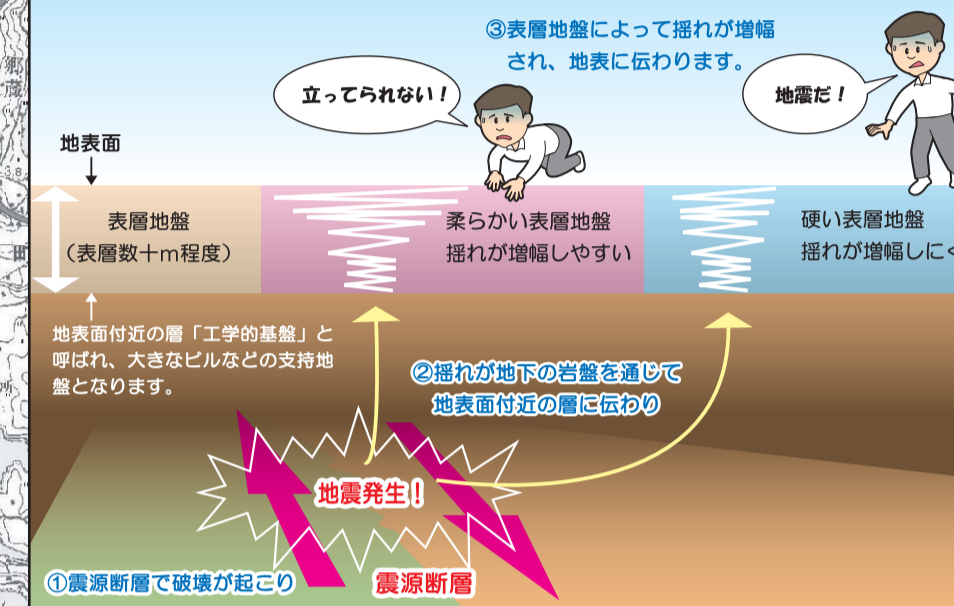 ③表層地盤によって揺れが増幅
され、地表に伝わります。
立ってられない！
地震だ！
地表面
表層地盤
（表層数十ｍ程度）
柔らかい表層地盤
揺れが増幅しやすい
硬い表層地盤
揺れが増幅しにく
地表面付近の層「工学的基盤」と
呼ばれ、大きなビルなどの支持地
盤となります。
②揺れが地下の岩盤を通じて
地表面付近の層に伝わり
地震発生！
①震源断層で破壊が起こり
震源断層
郷
蔵
町
所